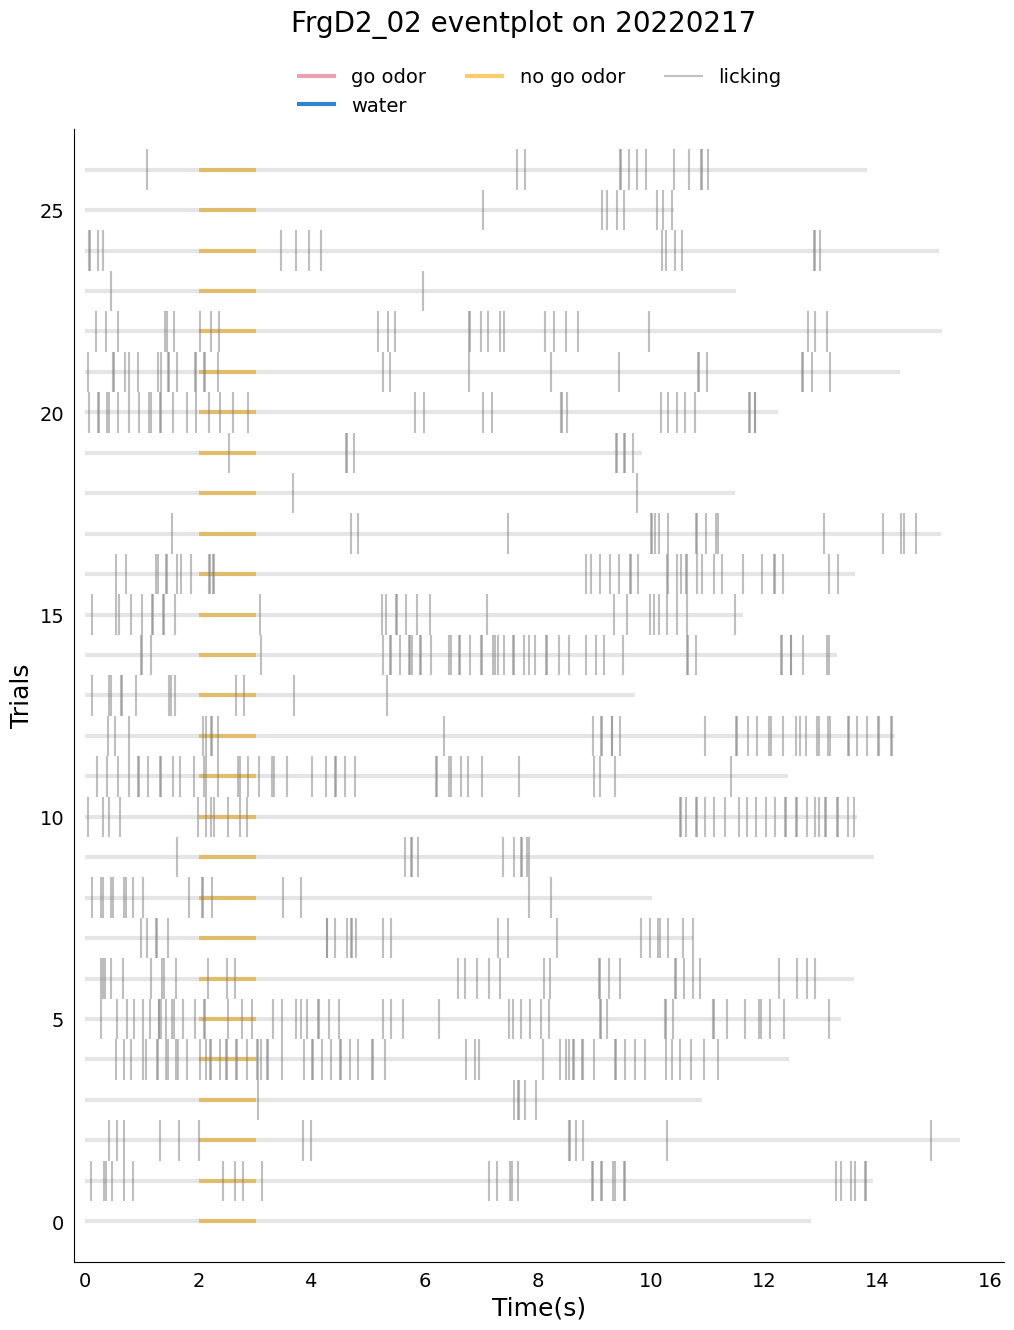 FrgD2_02 eventplot on 20220217
go odor
no go odor
licking
water
25
20
15
10
5
0
Trials
0 2 4 6 8 10 12 14 16
Time(s)